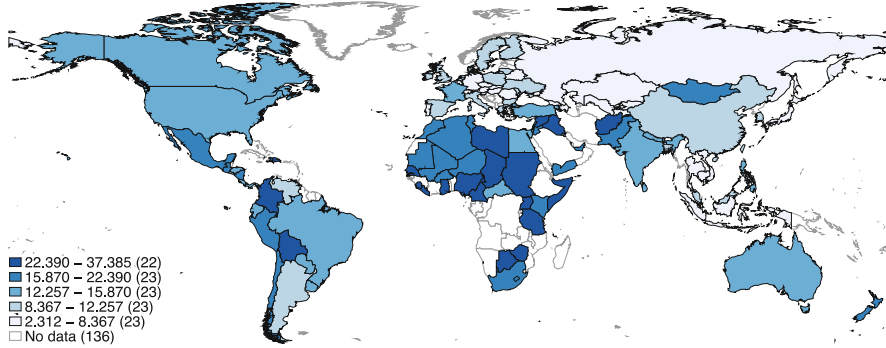 22.390 – 37.385 (22)
15.870 – 22.390 (23)
12.257 – 15.870 (23)
8.367 – 12.257 (23)
2.312 – 8.367 (23)
No data (136)